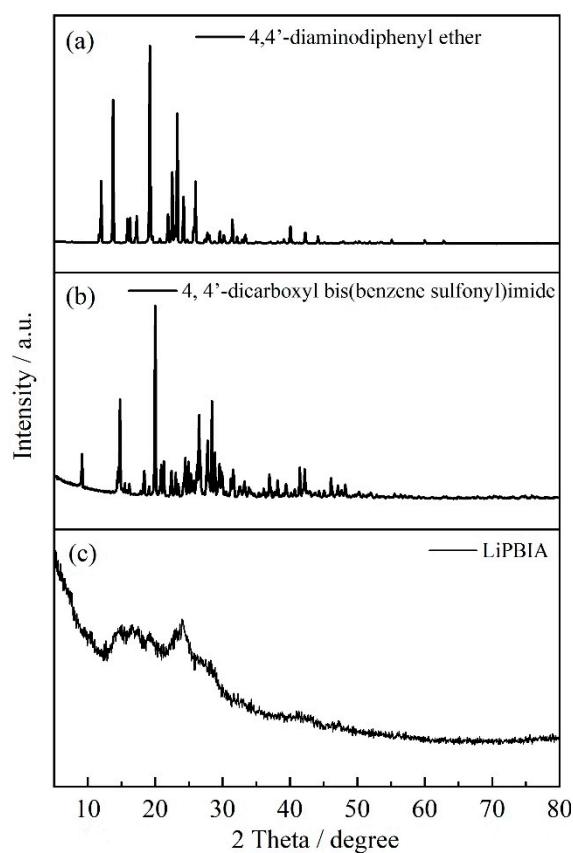 (a)
4,4'-diaminodiphenyl ether
(b)
4, 4'-dicarboxyl bis(benzene sulfonyl)imide
(c)
LiPBIA
Intensity / a.u.
10 20 30 40 50 60 70 80
2 Theta / degree